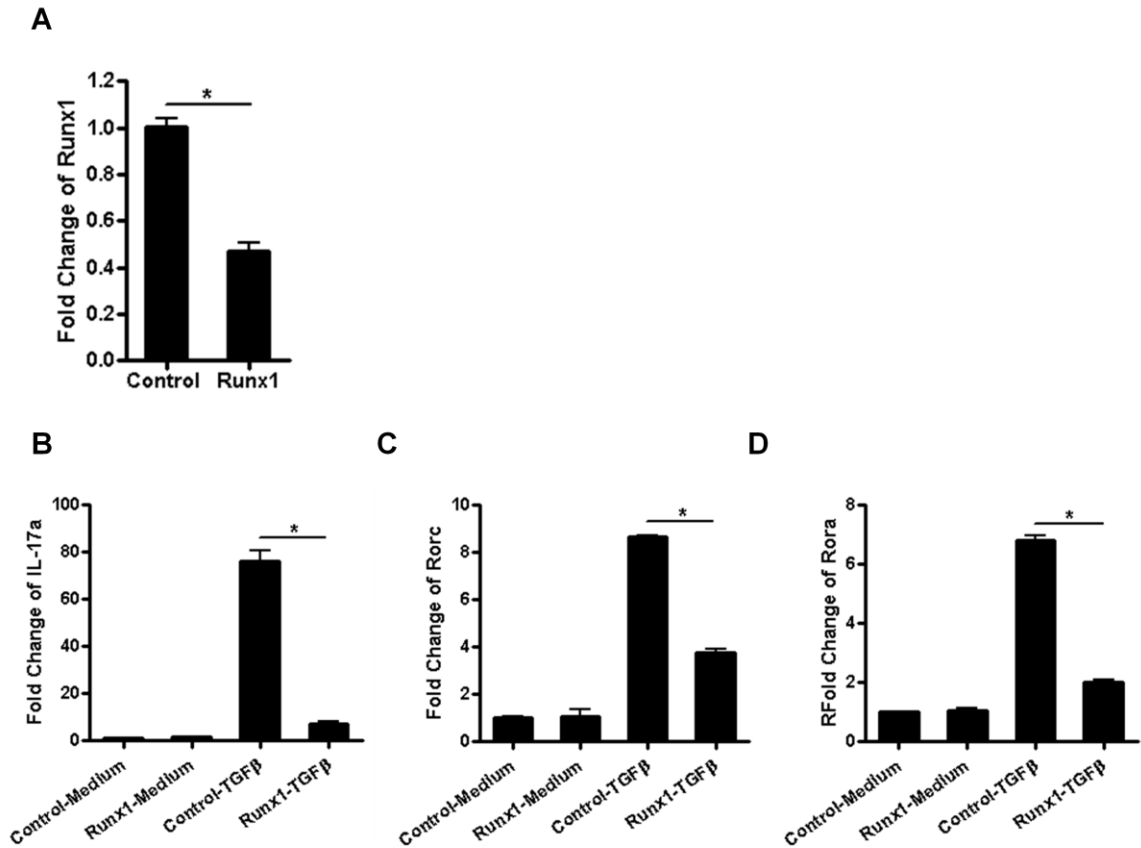 A
Fold Change of Runx1
1.2
1.0
0.8
0.6
0.4
0.2
0.0
*
Control Runx1
B
Fold Change of IL-17a
100
80
60
40
20
0
*
Control-Medium
Runx1-Medium
Control-TGFβ
Runx1-TGFβ
C
Fold Change of Rorc
10
8
6
4
2
0
*
Control-Medium
Runx1-Medium
Control-TGFβ
Runx1-TGFβ
D
RFold Change of Rora
8
6
4
2
0
*
Control-Medium
Runx1-Medium
Control-TGFβ
Runx1-TGFβ